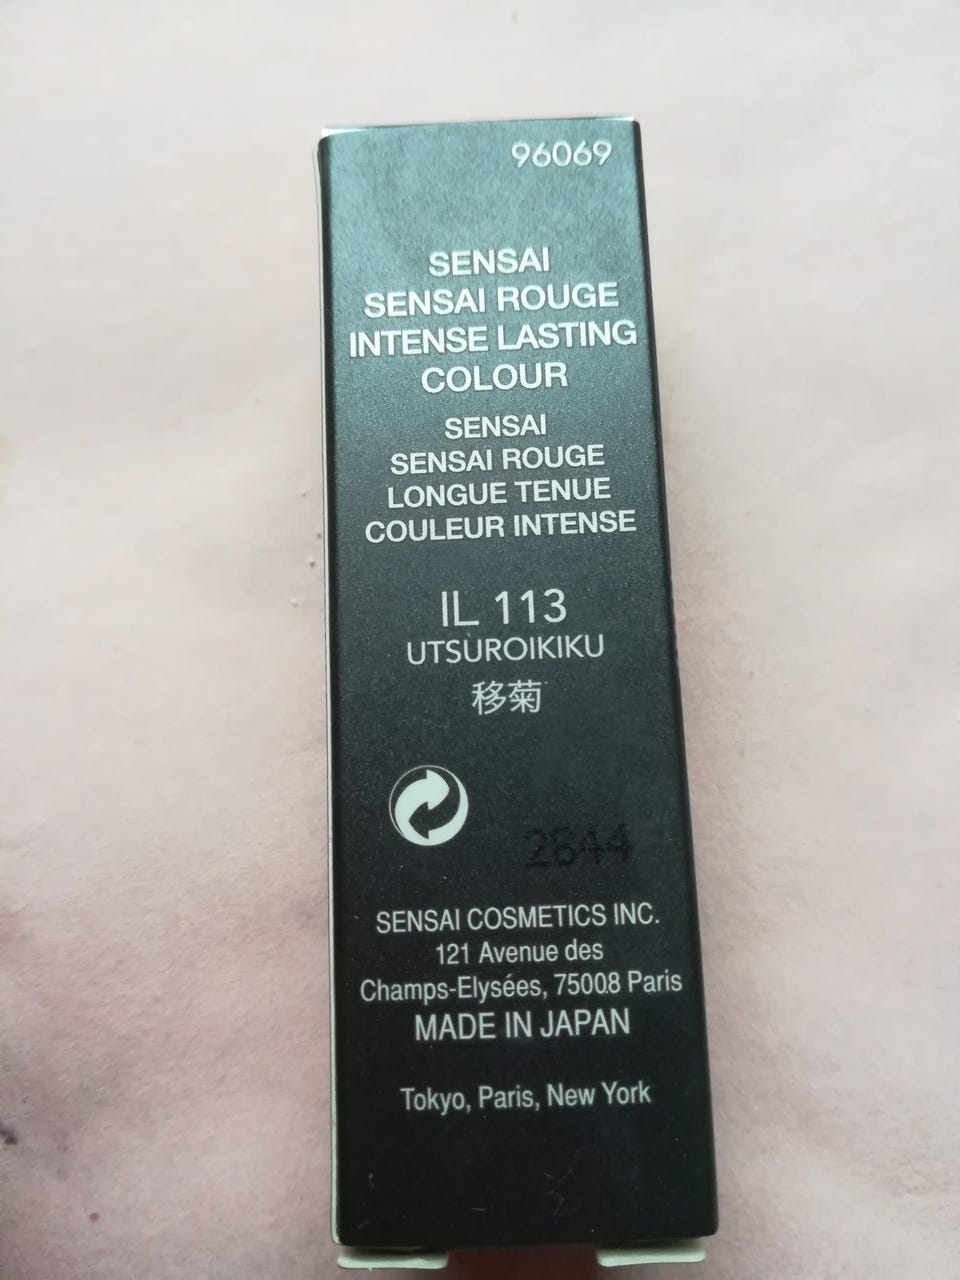 96069
SENSAI
SENSAI ROUGE
INTENSE LASTING
COLOUR
SENSAI
SENSAI ROUGE
LONGUE TENUE
COULEUR INTENSE
IL 113
UTSUROIKIKU
移菊
2844
SENSAI COSMETICS INC.
121 Avenue des
Champs-Elysées, 75008 Paris
MADE IN JAPAN
Tokyo, Paris, New York